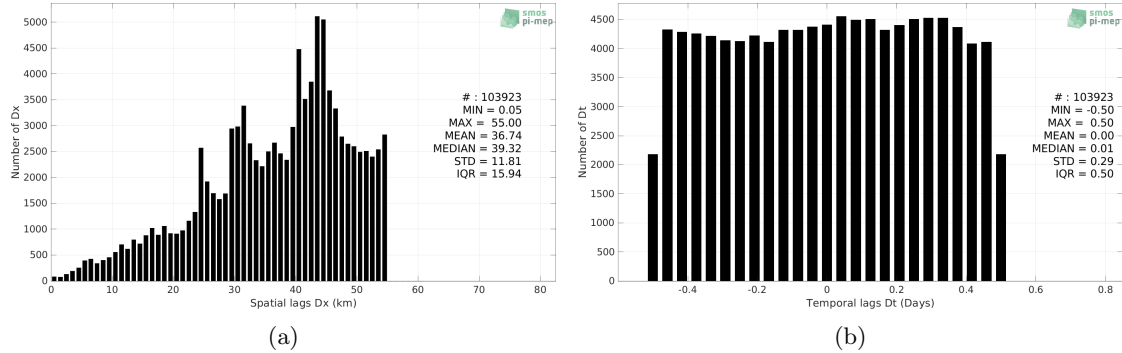 smos
pi-mep
5000
4500
4000
3500
3000
2500
2000
1500
1000
500
0
Number of Dx
# : 103923
MIN = 0.05
MAX = 55.00
MEAN = 36.74
MEDIAN = 39.32
STD = 11.81
IQR = 15.94
0 10 20 30 40 50 60 70 80
Spatial lags Dx (km)
(a)
smos
pi-mep
4500
4000
3500
3000
2500
2000
1500
1000
500
0
Number of Dt
# : 103923
MIN = -0.50
MAX = 0.50
MEAN = 0.00
MEDIAN = 0.01
STD = 0.29
IQR = 0.50
-0.4 -0.2 0 0.2 0.4 0.6 0.8
Temporal lags Dt (Days)
(b)